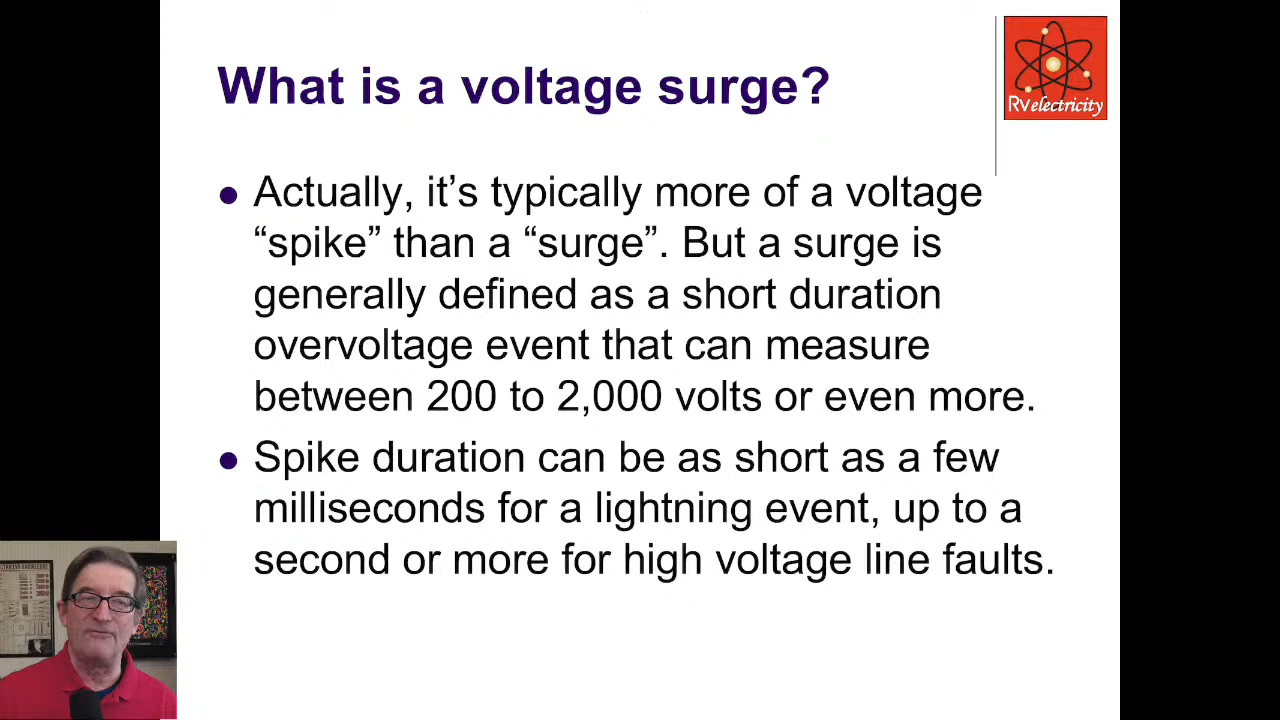 What is a voltage surge?
RVelectricity
Actually, it’s typically more of a voltage
“spike” than a “surge”. But a surge is
generally defined as a short duration
overvoltage event that can measure
between 200 to 2,000 volts or even more.
Spike duration can be as short as a few
milliseconds for a lightning event, up to a
second or more for high voltage line faults.